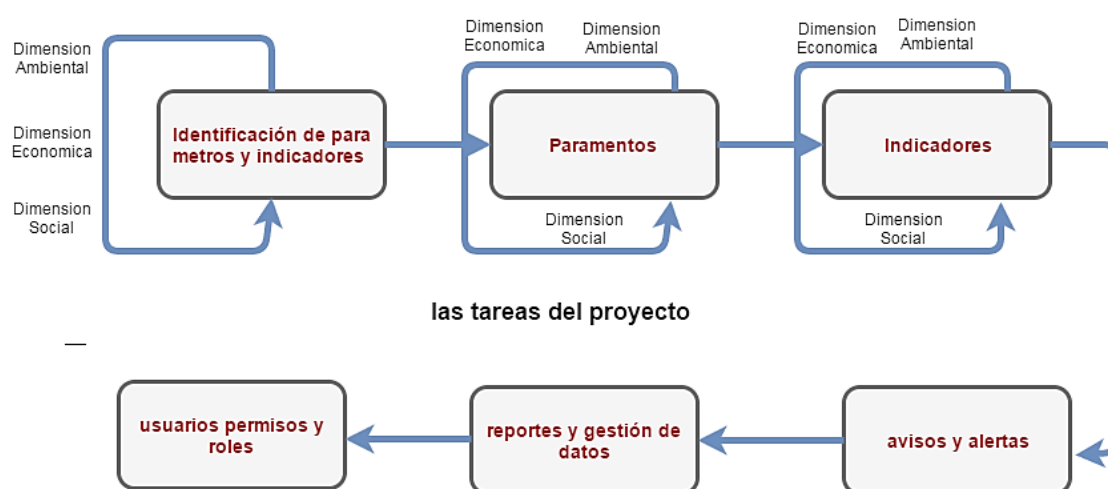 Dimension
Ambiental
Dimension
Economica
Dimension
Social
Identificación de para
metros y indicadores
Dimension
Economica
Dimension
Ambiental
Paramentos
Dimension
Social
Dimension
Economica
Dimension
Ambiental
Indicadores
Dimension
Social
las tareas del proyecto
usuarios permisos y
roles
reportes y gestión de
datos
avisos y alertas